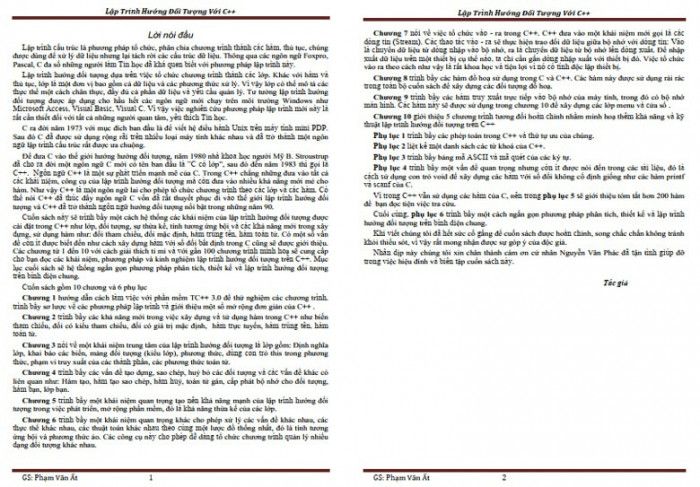 Lập Trình Hướng Đối Tượng Với C++
Lời nói đầu
Lập trình cấu trúc là phương pháp tổ chức, phân chia chương trình thành các hàm, thủ tục, chúng
được dùng để xử lý dữ liệu nhưng lại tách rời các cấu trúc dữ liệu. Thông qua các ngôn ngữ Foxpro,
Pascal, C đa số những người làm Tin học đã khá quen biết với phương pháp lập trình này.
Lập trình hướng đối tượng dựa trên việc tổ chức chương trình thành các lớp. Khác với hàm và
thủ tục, lớp là một đơn vị bao gồm cả dữ liệu và các phương thức xử lý. Vì vậy lớp có thể mô tả các
thực thể một cách chân thực, đầy đủ cả phần dữ liệu và yêu cầu quản lý. Tư tưởng lập trình hướng
đối tượng được áp dụng cho hầu hết các ngôn ngữ mới chạy trên môi trường Windows như
Microsoft Access, Visual Basic, Visual C. Vì vậy việc nghiên cứu phương pháp lập trình mới này là
rất cần thiết đối với tất cả những người quan tâm, yêu thích Tin học.
C ra đời năm 1973 với mục đích ban đầu là để viết hệ điều hành Unix trên máy tính mini PDP.
Sau đó C đã được sử dụng rộng rãi trên nhiều loại máy tính khác nhau và đã trở thành một ngôn
ngữ lập trình cấu trúc rất được ưa chuộng.
Để đưa C vào thế giới hướng hướng đối tượng, năm 1980 nhà khoa học người Mỹ B. Stroustrup
đã cho ra đời một ngôn ngữ C mới có tên ban đầu là "C có lớp", sau đó đến năm 1983 thì gọi là
C++. Ngôn ngữ C++ là một sự phát triển mạnh mẽ của C. Trong C++ chẳng những đưa vào tất cả
các khái niệm, công cụ của lập trình hướng đối tượng mà còn đưa vào nhiều khả năng mới mẻ cho
hàm. Như vậy C++ là một ngôn ngữ lai cho phép tổ chức chương trình theo các lớp và các hàm. Có
thể nói C++ đã thúc đẩy ngôn ngữ C vốn đã rất thuyết phục đi vào thế giới lập trình hướng đối
tượng và C++ đã trở thành ngôn ngữ hướng đối tượng nổi bật trong những năm 90.
Cuốn sách này sẽ trình bầy một cách hệ thống các khái niệm của lập trình hướng đối tượng được
cài đặt trong C++ như lớp, đối tượng, sự thừa kế, tính tương ứng bội và các khả năng mới trong xây
dựng, sử dụng hàm như: đối tham chiếu, đối mặc định, hàm trùng tên, hàm toán tử. Có một số vấn
đề còn ít được biết đến như cách xây dựng hàm với số đối bất định trong C cũng sẽ được giới thiệu.
Các chương từ 1 đến 10 với cách giải thích tỉ mỉ và với gần 100 chương trình minh hoạ sẽ cung cấp
cho bạn đọc các khái niệm, phương pháp và kinh nghiệm lập trình hướng đối tượng trên C++. Mục
lục cuối sách sẽ hệ thống ngắn gọn phương pháp phân tích, thiết kế và lập trình hướng đối tượng
trên bình diện chung.
Cuốn sách gồm 10 chương và 6 phụ lục
Chương 1 hướng dẫn cách làm việc với phần mềm TC++ 3.0 để thử nghiệm các chương trình,
trình bầy sơ lược về các phương pháp lập trình và giới thiệu một số mở rộng đơn giản của C++ .
Chương 2 trình bầy các khả năng mới trong việc xây dựng và sử dụng hàm trong C++ như biến
tham chiếu, đối có kiểu tham chiếu, đối có giá trị mặc định, hàm trực tuyến, hàm trùng tên, hàm
toán tử.
Chương 3 nói về một khái niệm trung tâm của lập trình hướng đối tượng là lớp gồm: Định nghĩa
lớp, khai báo các biến, mảng đối tượng (kiểu lớp), phương thức, dùng con trỏ this trong phương
thức, phạm vi truy xuất của các thành phần, các phương thức toán tử.
Chương 4 trình bầy các vấn đề tạo dựng, sao chép, huỷ bỏ các đối tượng và các vấn đề khác có
liên quan như: Hàm tạo, hàm tạo sao chép, hàm huỷ, toán tử gán, cấp phát bộ nhớ cho đối tượng,
hàm bạn, lớp bạn.
Chương 5 trình bầy một khái niệm quan trọng tạo nên khả năng mạnh của lập trình hướng đối
tượng trong việc phát triển, mở rộng phần mềm, đó là khả năng thừa kế của các lớp.
Chương 6 trình bầy một khái niệm quan trọng khác cho phép xử lý các vấn đề khác nhau, các
thực thể khác nhau, các thuật toán khác nhau theo cùng một lược đồ thống nhất, đó là tính tương
ứng bội và phương thức ảo. Các công cụ này cho phép dễ dàng tổ chức chương trình quản lý nhiều
dạng đối tượng khác nhau.
GS: Phạm Văn Ất 1
Lập Trình Hướng Đối Tượng Với C++
Chương 7 nói về việc tổ chức vào - ra trong C++. C++ đưa vào một khái niệm mới gọi là các
dòng tin (Stream). Các thao tác vào - ra sẽ thực hiện trao đổi dữ liệu giữa bộ nhớ với dòng tin: Vào
là chuyển dữ liệu từ dòng nhập vào bộ nhớ, ra là chuyển dữ liệu từ bộ nhớ lên dòng xuất. Để nhập
xuất dữ liệu trên một thiết bị cụ thể nào, ta chỉ cần gắn dòng nhập xuất với thiết bị đó. Việc tổ chức
vào ra theo cách như vậy là rất khoa học và tiện lợi vì nó có tính độc lập thiết bị.
Chương 8 trình bầy các hàm đồ hoạ sử dụng trong C và C++. Các hàm này được sử dụng rải rác
trong toàn bộ cuốn sách để xây dựng các đối tượng đồ hoạ.
Chương 9 trình bầy các hàm truy xuất trực tiếp vào bộ nhớ của máy tính, trong đó có bộ nhớ
màn hình. Các hàm này sẽ được sử dụng trong chương 10 để xây dựng các lớp menu và cửa sổ .
Chương 10 giới thiệu 5 chương trình tương đối hoàn chỉnh nhằm minh hoạ thêm khả năng và kỹ
thuật lập trình hướng đối tượng trên C++
Phụ lục 1 trình bầy các phép toán trong C++ và thứ tự ưu của chúng.
Phụ lục 2 liệt kê một danh sách các từ khoá của C++.
Phụ lục 3 trình bầy bảng mã ASCII và mã quét của các ký tự.
Phụ lục 4 trình bầy một vấn đề quan trọng nhưng còn ít được nói đến trong các tài liệu, đó là
cách sử dụng con trỏ void để xây dựng các hàm với số đối không cố định giống như các hàm printf
và scanf của C.
Vì trong C++ vẫn sử dụng các hàm của C, nên trong phụ lục 5 sẽ giới thiệu tóm tắt hơn 200 hàm
để bạn đọc tiện việc tra cứu.
Cuối cùng, phụ lục 6 trình bầy một cách ngắn gọn phương pháp phân tích, thiết kế và lập trình
hướng đối tượng trên bình diện chung.
Khi viết chúng tôi đã hết sức cố gắng để cuốn sách được hoàn chỉnh, song chắc chắn không tránh
khỏi thiếu sót, vì vậy rất mong nhận được sự góp ý của độc giả.
Nhân dịp này chúng tôi xin chân thành cám ơn cử nhân Nguyễn Văn Phác đã tận tình giúp đỡ
trong việc hiệu đính và biên tập cuốn sách này.
Tác giả
GS: Phạm Văn Ất 2